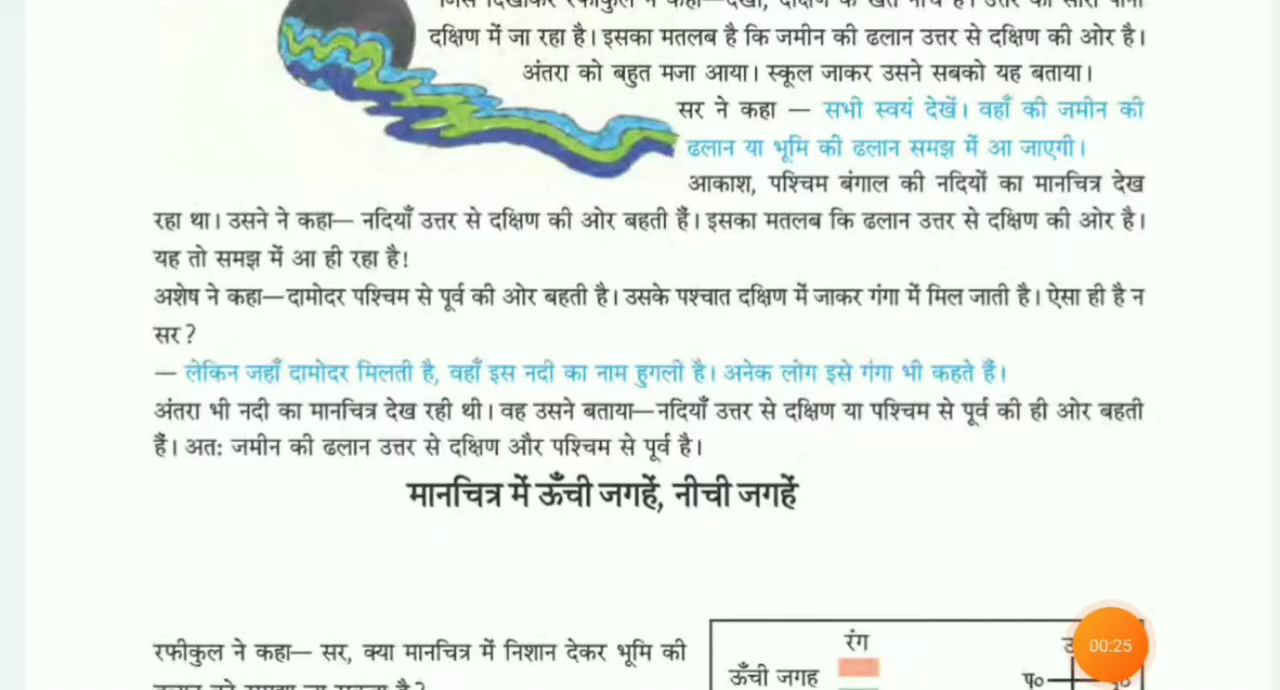 दक्षिण में जा रहा है। इसका मतलब है कि जमीन की ढलान उत्तर से दक्षिण की ओर है।
अंतरा को बहुत मजा आया। स्कूल जाकर उसने सबको यह बताया।
सर ने कहा — सभी स्वयं देखें। वहाँ की जमीन की
ढलान या भूमि की ढलान समझ में आ जाएगी।
आकाश, पश्चिम बंगाल की नदियों का मानचित्र देख
रहा था। उसने ने कहा— नदियाँ उत्तर से दक्षिण की ओर बहती हैं। इसका मतलब कि ढलान उत्तर से दक्षिण की ओर है।
यह तो समझ में आ ही रहा है!
अशेष ने कहा—दामोदर पश्चिम से पूर्व की ओर बहती है। उसके पश्चात दक्षिण में जाकर गंगा में मिल जाती है। ऐसा ही है न
सर?
— लेकिन जहाँ दामोदर मिलती है, वहाँ इस नदी का नाम हुगली है। अनेक लोग इसे गंगा भी कहते हैं।
अंतरा भी नदी का मानचित्र देख रही थी। वह उसने बताया—नदियाँ उत्तर से दक्षिण या पश्चिम से पूर्व की ही ओर बहती
हैं। अतः जमीन की ढलान उत्तर से दक्षिण और पश्चिम से पूर्व है।
मानचित्र में ऊँची जगहें, नीची जगहें
रफीकुल ने कहा— सर, क्या मानचित्र में निशान देकर भूमि की
रंग
ऊँची जगह
प०
00:25